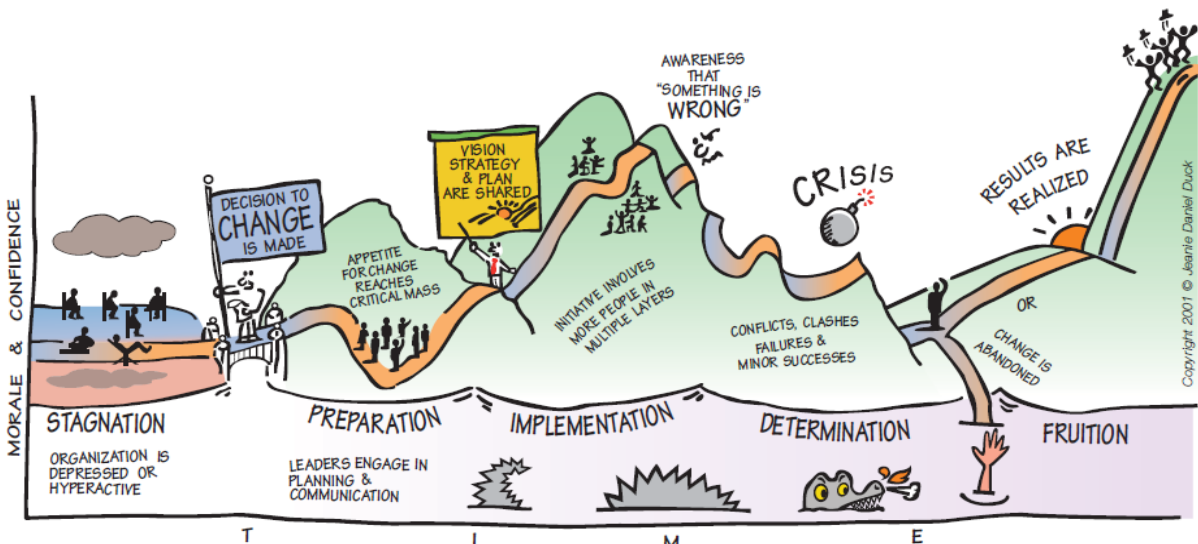 MORALE & CONFIDENCE
DECISION TO
CHANGE
IS MADE
APPETITE
FOR CHANGE
REACHES
CRITICAL MASS
VISION
STRATEGY
& PLAN
ARE SHARED
INITIATIVE INVOLVES
MORE PEOPLE IN
MULTIPLE LAYERS
AWARENESS
THAT
"SOMETHING IS
WRONG"
CONFLICTS, CLASHES
FAILURES &
MINOR SUCCESSES
CRISIS
RESULTS ARE
REALIZED
OR
CHANGE IS
ABANDONED
Copyright 2001 © Jeanie Daniel Duck
STAGNATION
ORGANIZATION IS
DEPRESSED OR
HYPERACTIVE
PREPARATION
LEADERS ENGAGE IN
PLANNING &
COMMUNICATION
IMPLEMENTATION
DETERMINATION
FRUITION
T I M E